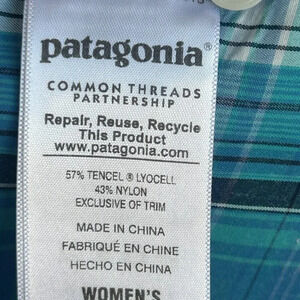 patagonia®
COMMON THREADS
PARTNERSHIP
Repair, Reuse, Recycle
This Product
www.patagonia.com
57% TENCEL ® LYOCELL
43% NYLON
EXCLUSIVE OF TRIM
MADE IN CHINA
FABRIQUÉ EN CHINE
HECHO EN CHINA
WOMEN'S